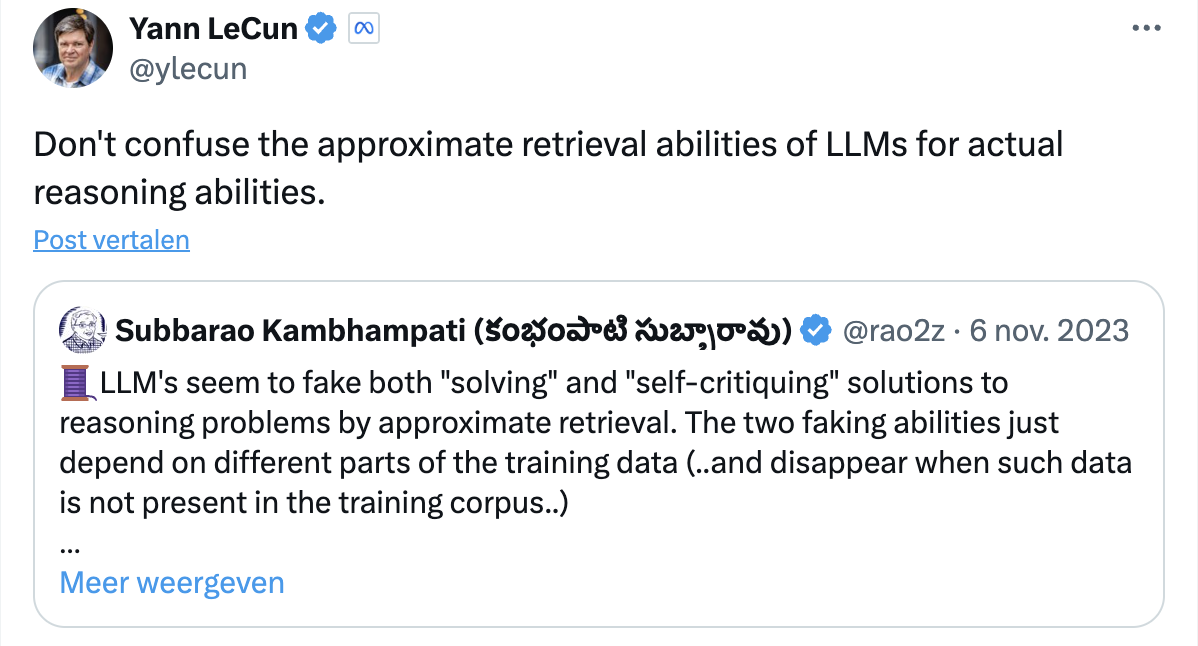 Yann LeCun
@ylecun
Don't confuse the approximate retrieval abilities of LLMs for actual
reasoning abilities.
Post vertalen
Subbarao Kambhampati (కంభంపాటి సుబ్బారావు) @rao2z · 6 nov. 2023
🧵LLM's seem to fake both "solving" and "self-critiquing" solutions to
reasoning problems by approximate retrieval. The two faking abilities just
depend on different parts of the training data (..and disappear when such data
is not present in the training corpus..)
...
Meer weergeven